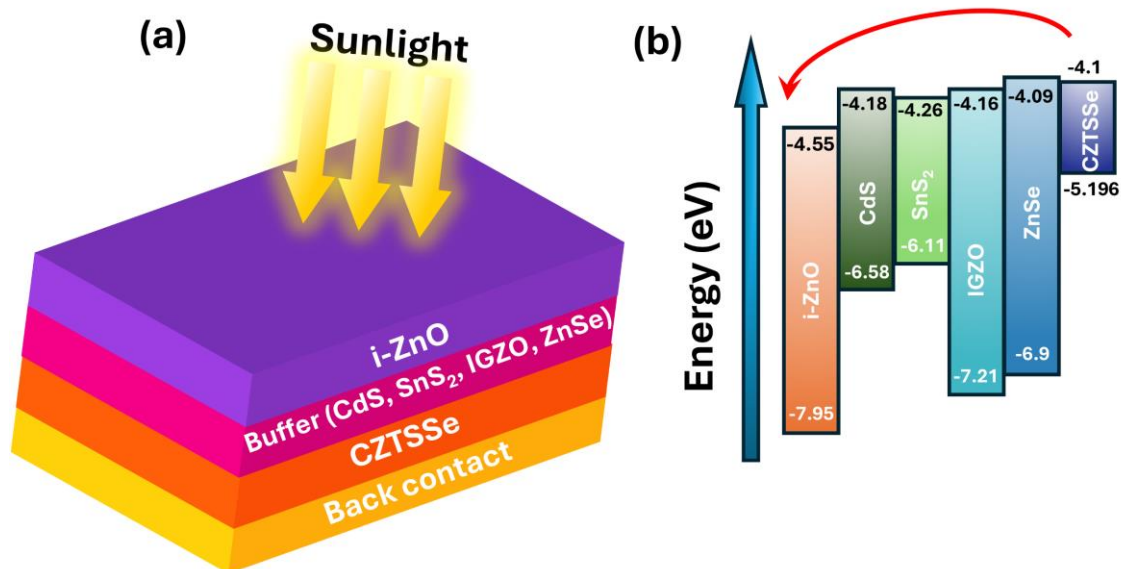 (a)
Sunlight
i-ZnO
Buffer (CdS, SnS₂, IGZO, ZnSe)
CZTSSe
Back contact
(b)
Energy (eV)
-4.55
i-ZnO
-7.95
-4.18
CdS
-6.58
-4.26
SnS₂
-6.11
-4.16
IGZO
-7.21
-4.09
ZnSe
-6.9
-4.1
CZTSSe
-5.196